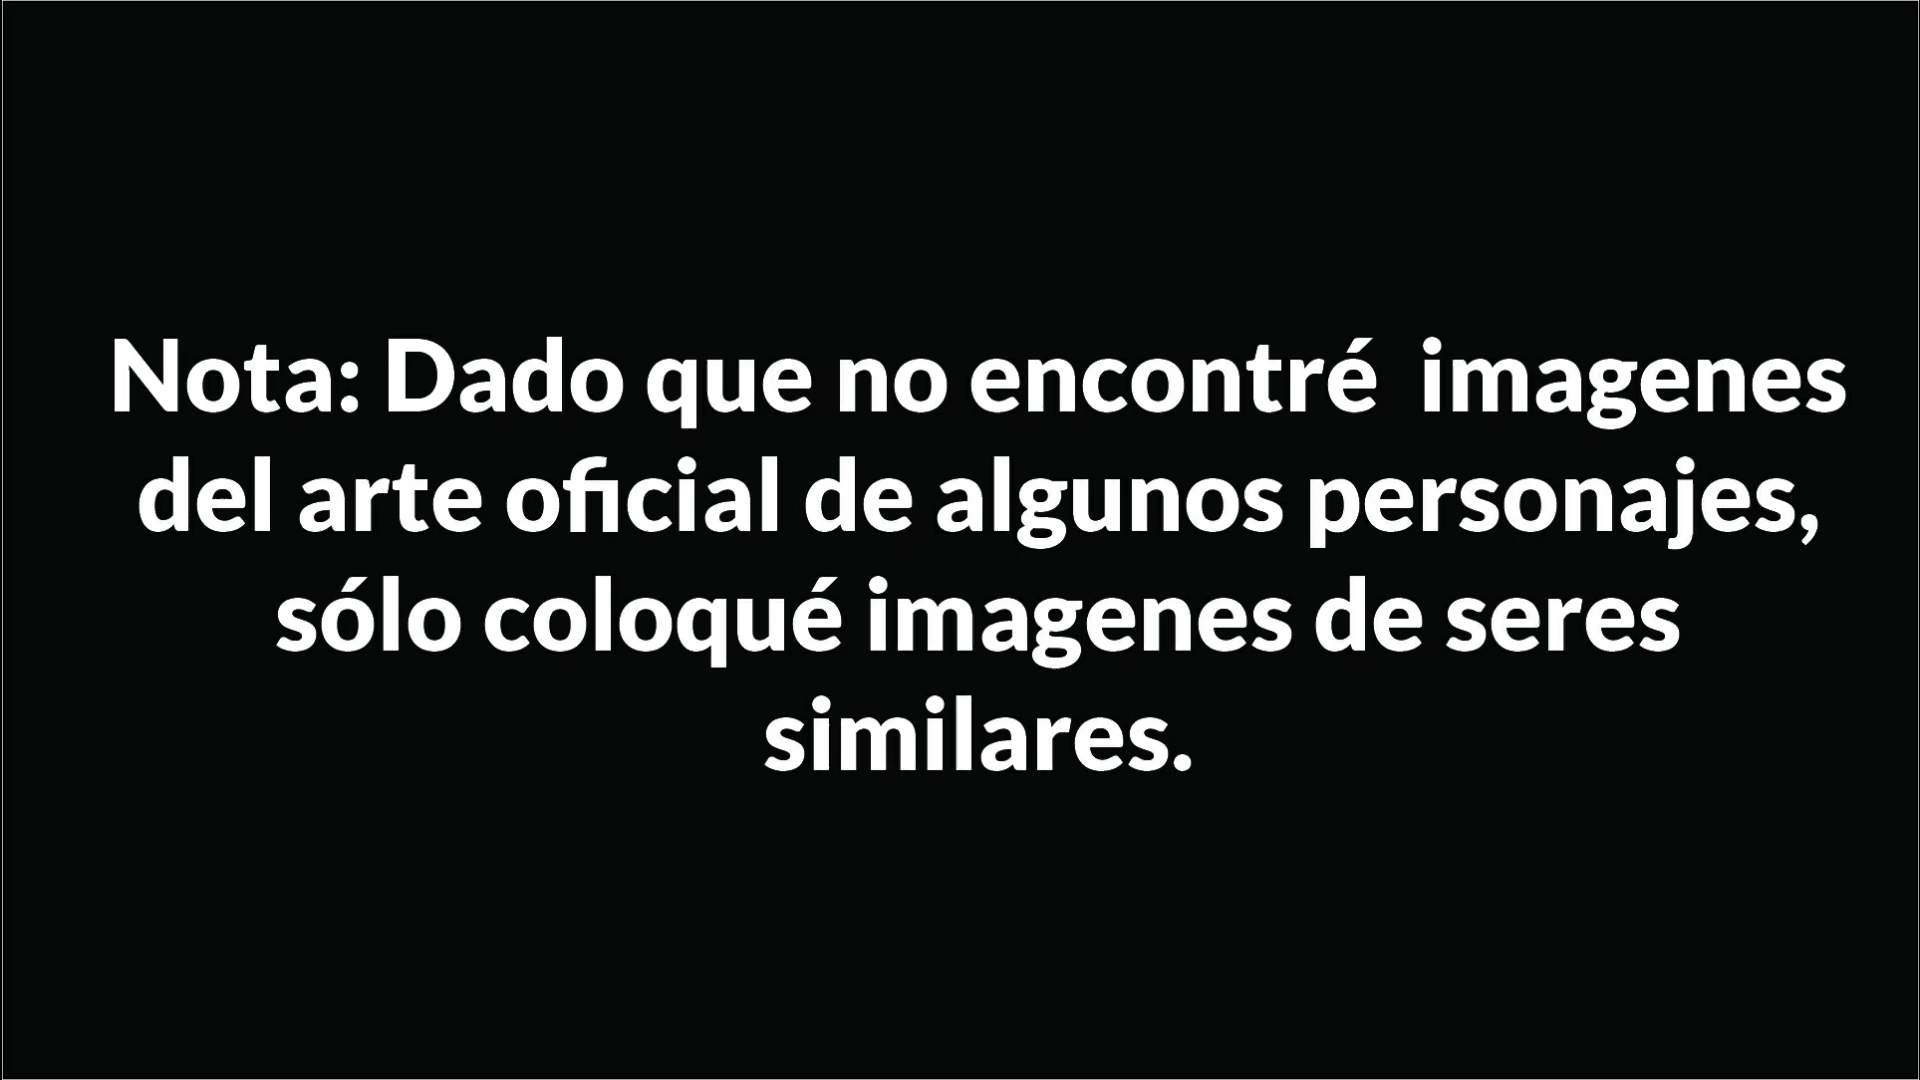 Nota: Dado que no encontré  imagenes
del arte oficial de algunos personajes,
sólo coloqué imagenes de seres
similares.